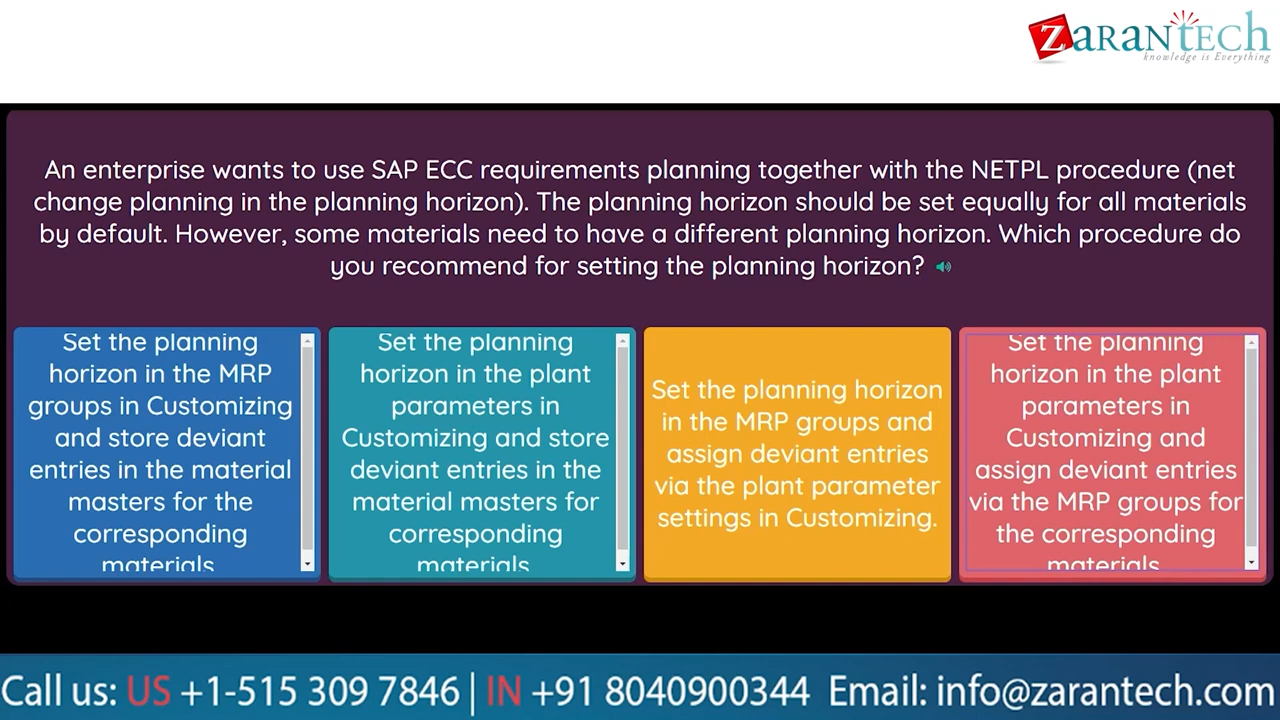 ZARANTECH
knowledge is Everything
An enterprise wants to use SAP ECC requirements planning together with the NETPL procedure (net
change planning in the planning horizon). The planning horizon should be set equally for all materials
by default. However, some materials need to have a different planning horizon. Which procedure do
you recommend for setting the planning horizon?
Set the planning
horizon in the MRP
groups in Customizing
and store deviant
entries in the material
masters for the
corresponding
materials
Set the planning
horizon in the plant
parameters in
Customizing and store
deviant entries in the
material masters for
corresponding
materials
Set the planning horizon
in the MRP groups and
assign deviant entries
via the plant parameter
settings in Customizing.
Set the planning
horizon in the plant
parameters in
Customizing and
assign deviant entries
via the MRP groups for
the corresponding
materials
Call us: US +1-515 309 7846 | IN +91 8040900344 Email: info@zarantech.com